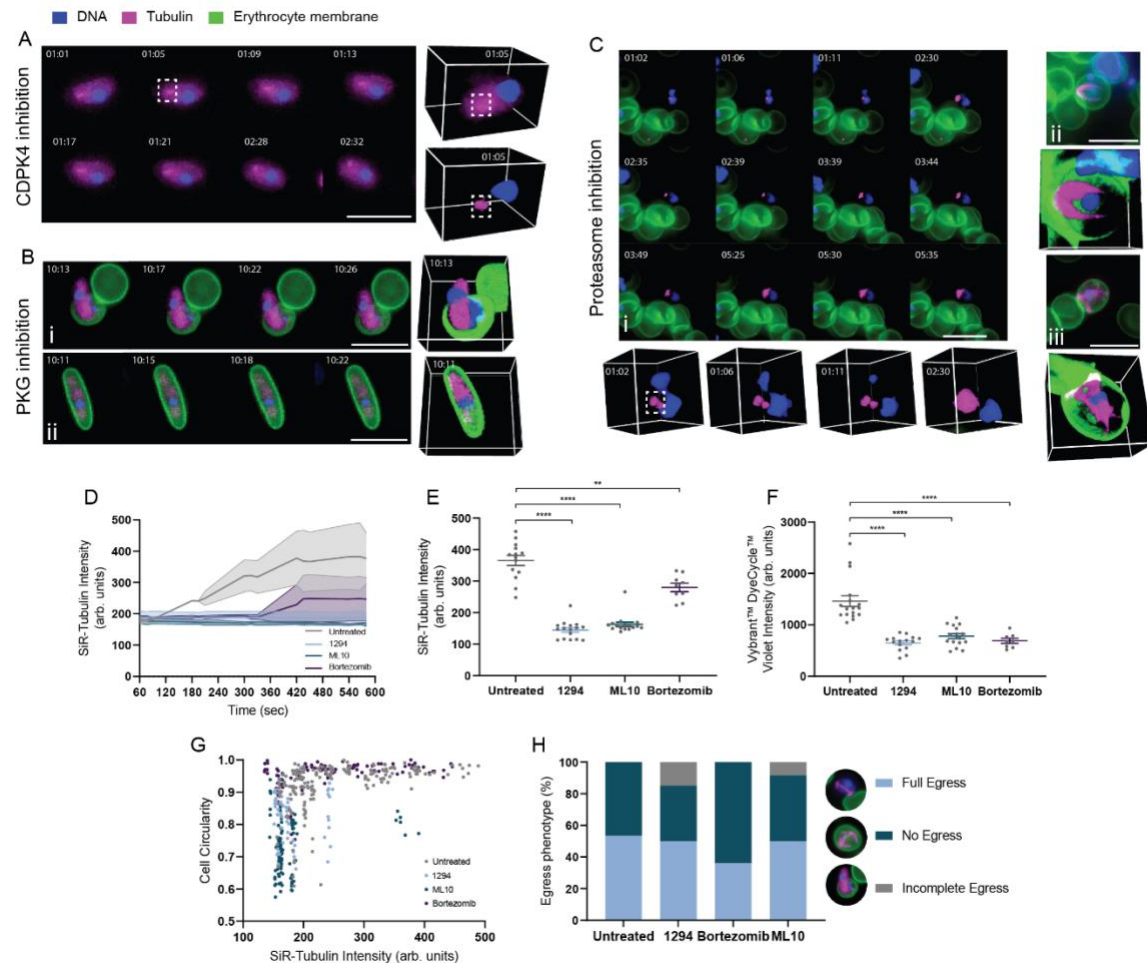 DNA Tubulin Erythrocyte membrane
A
CDPK4 inhibition
01:01 01:05 01:09 01:13
01:17 01:21 02:28 02:32
01:05
01:05
B
PKG inhibition
10:13 10:17 10:22 10:26
i
10:13
10:11 10:15 10:18 10:22
ii
10:11
C
Proteasome inhibition
01:02 01:06 01:11 02:30
02:35 02:39 03:39 03:44
03:49 05:25 05:30 05:35
i
01:02 01:06 01:11 02:30
ii
iii
D
SiR-Tubulin Intensity
(arb. units)
500
400
300
200
100
0
Untreated
1294
ML10
Bortezomib
60 120 180 240 300 360 420 480 540 600
Time (sec)
E
SiR-Tubulin Intensity
(arb. units)
500
400
300
200
100
0
**
****
****
Untreated 1294 ML10 Bortezomib
F
Vybrant™ DyeCycle™
Violet Intensity (arb. units)
3000
2000
1000
0
****
****
****
Untreated 1294 ML10 Bortezomib
G
Cell Circularity
1.0
0.9
0.8
0.7
0.6
0.5
Untreated
1294
ML10
Bortezomib
100 200 300 400 500
SiR-Tubulin Intensity (arb. units)
H
Egress phenotype (%)
100
80
60
40
20
0
Untreated 1294 Bortezomib ML10
Full Egress
No Egress
Incomplete Egress